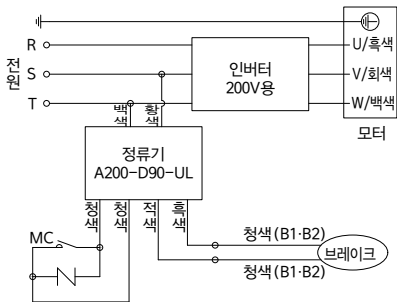 전원
R
S
T
인버터
200V용
U/흑색
V/회색
W/백색
모터
백색
황색
정류기
A200-D90-UL
청색
청색
적색
흑색
MC
청색(B1·B2)
브레이크
청색(B1·B2)